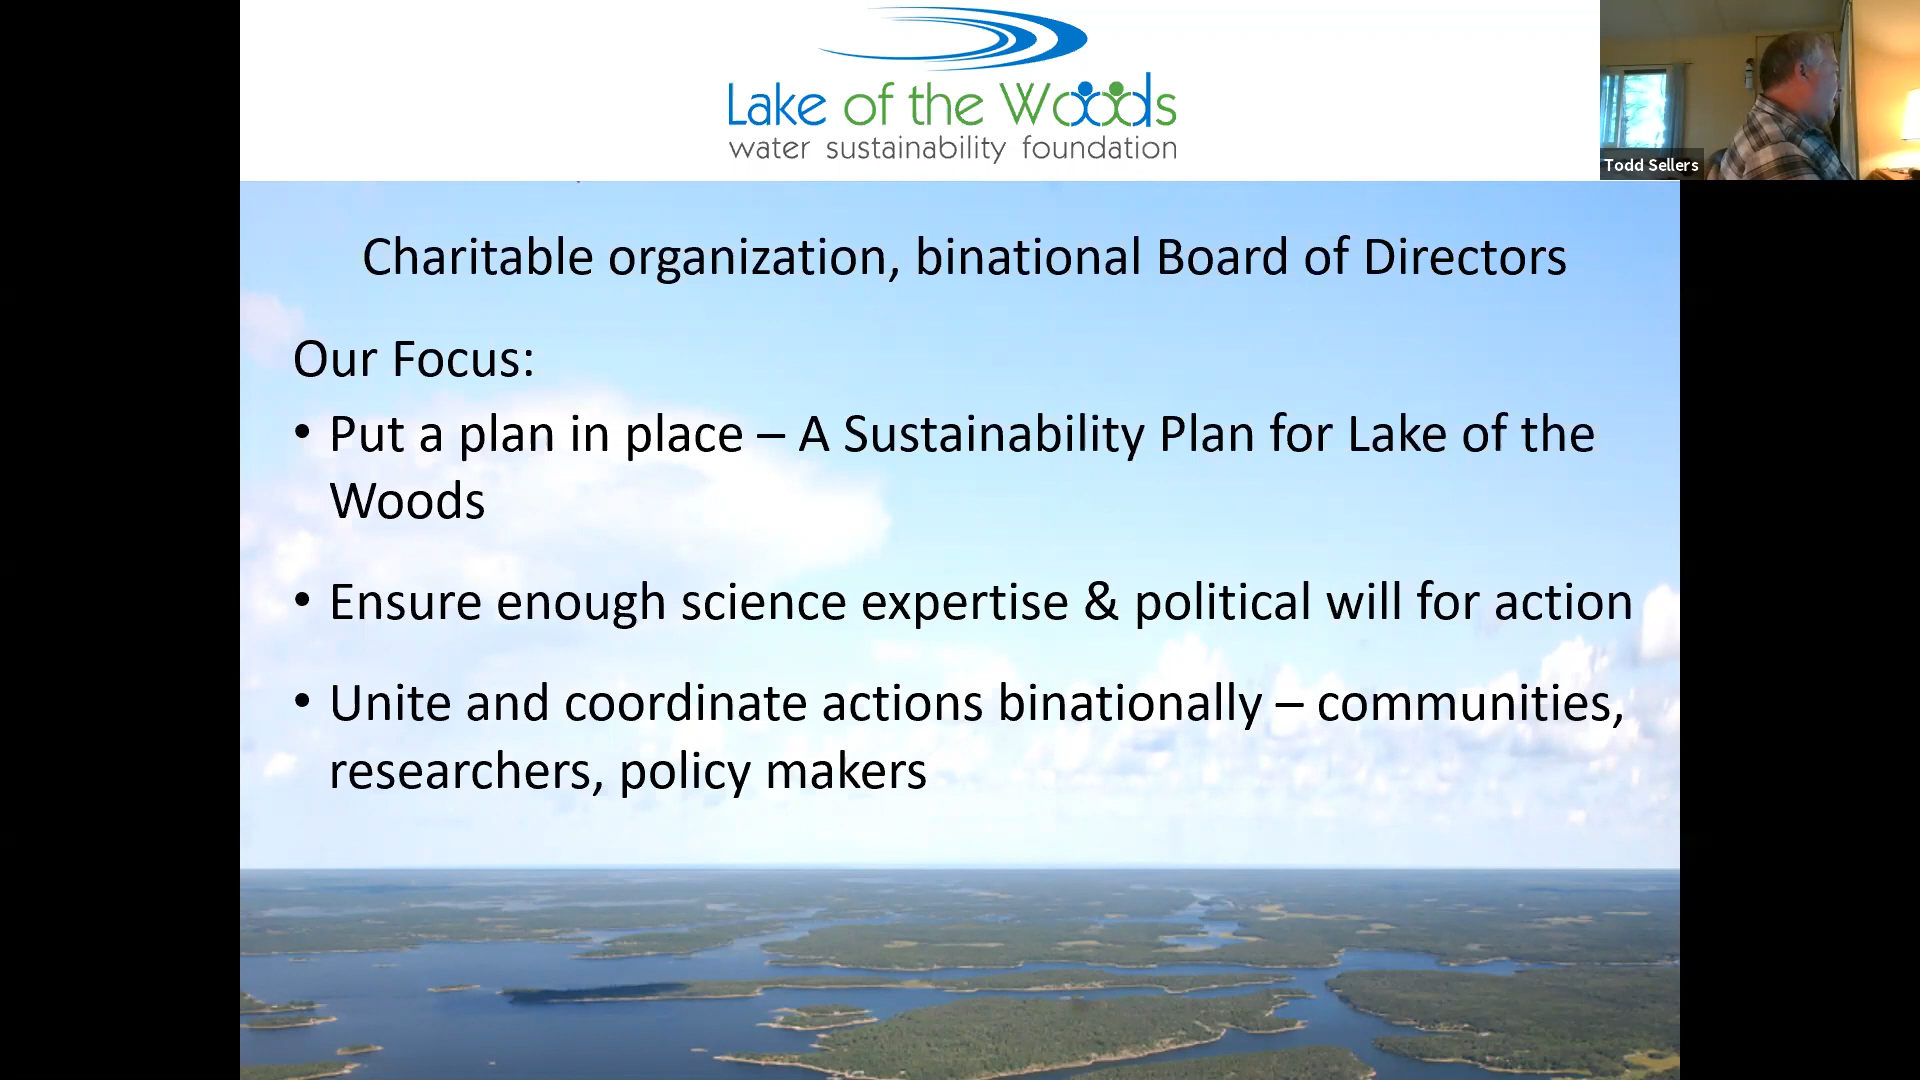 Lake of the Woods
water sustainability foundation
Todd Sellers
Charitable organization, binational Board of Directors
Our Focus:
• Put a plan in place – A Sustainability Plan for Lake of the
Woods
• Ensure enough science expertise & political will for action
• Unite and coordinate actions binationally – communities,
researchers, policy makers